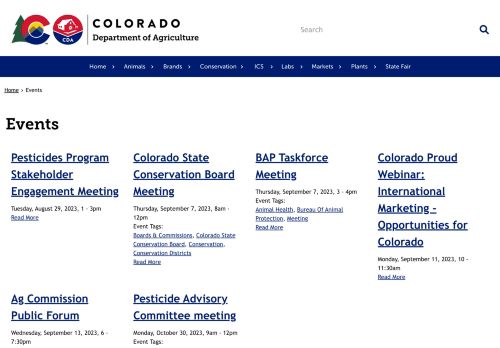 COLORADO
Department of Agriculture
CDA
Search
Home Animals Brands Conservation ICS Labs Markets Plants State Fair
Home > Events
Events
Pesticides Program
Stakeholder
Engagement Meeting
Tuesday, August 29, 2023, 1 - 3pm
Read More
Colorado State
Conservation Board
Meeting
Thursday, September 7, 2023, 8am -
12pm
Event Tags:
Boards & Commissions, Colorado State
Conservation Board, Conservation,
Conservation Districts
Read More
BAP Taskforce
Meeting
Thursday, September 7, 2023, 3 - 4pm
Event Tags:
Animal Health, Bureau Of Animal
Protection, Meeting
Read More
Colorado Proud
Webinar:
International
Marketing -
Opportunities for
Colorado
Monday, September 11, 2023, 10 -
11:30am
Read More
Ag Commission
Public Forum
Wednesday, September 13, 2023, 6 -
7:30pm
Pesticide Advisory
Committee meeting
Monday, October 30, 2023, 9am - 12pm
Event Tags: